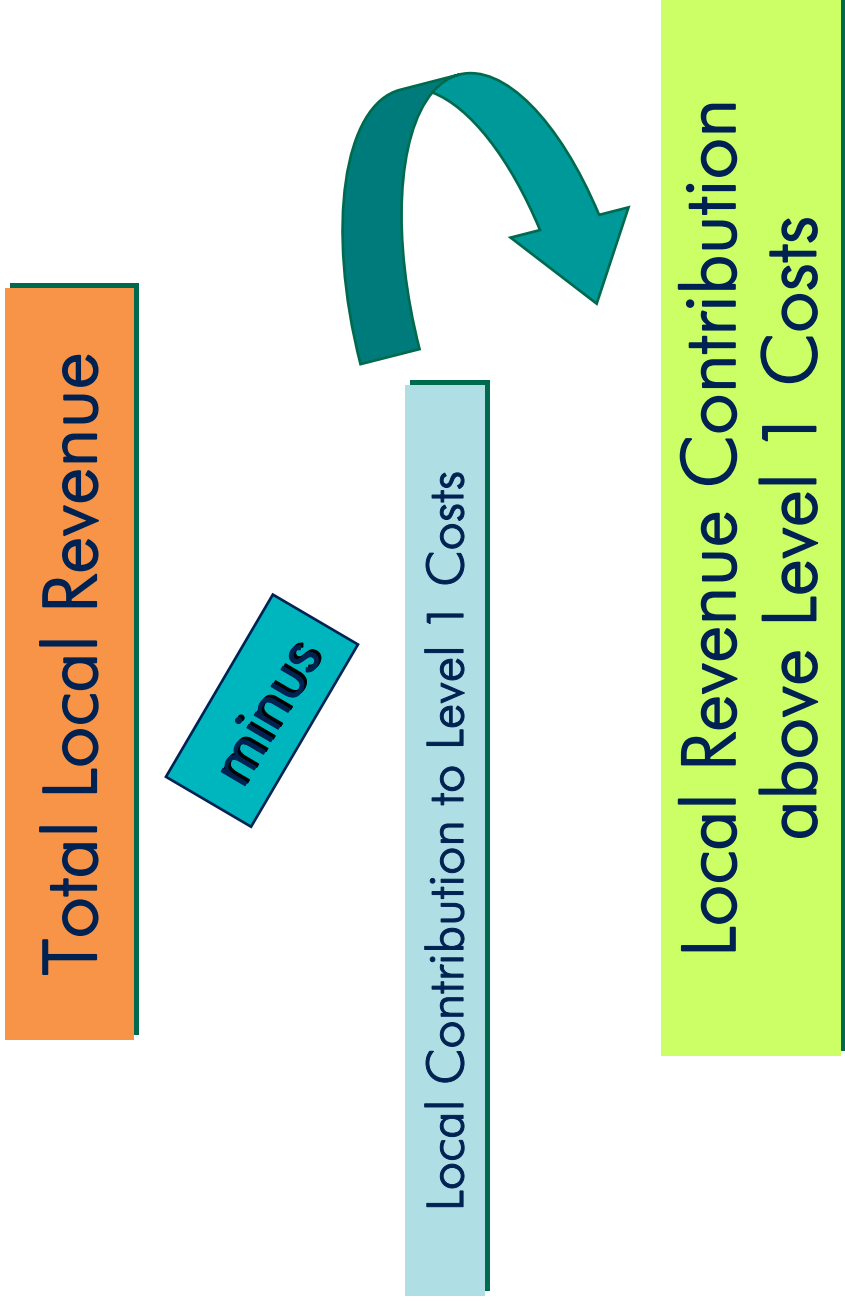 Total Local Revenue
minus
Local Contribution to Level 1 Costs
Local Revenue Contribution
above Level 1 Costs